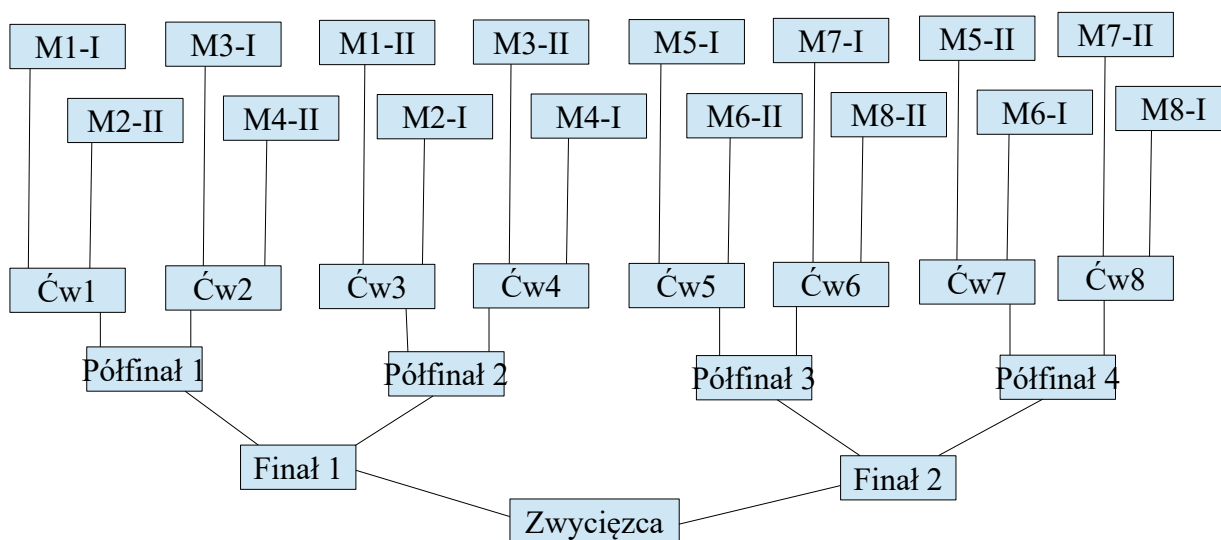 M1-I M3-I M1-II M3-II M5-I M7-I M5-II M7-II
M2-II M4-II M2-I M4-I M6-II M8-II M6-I M8-I
Ćw1 Ćw2 Ćw3 Ćw4 Ćw5 Ćw6 Ćw7 Ćw8
Półfinał 1 Półfinał 2 Półfinał 3 Półfinał 4
Finał 1 Finał 2
Zwycięzca